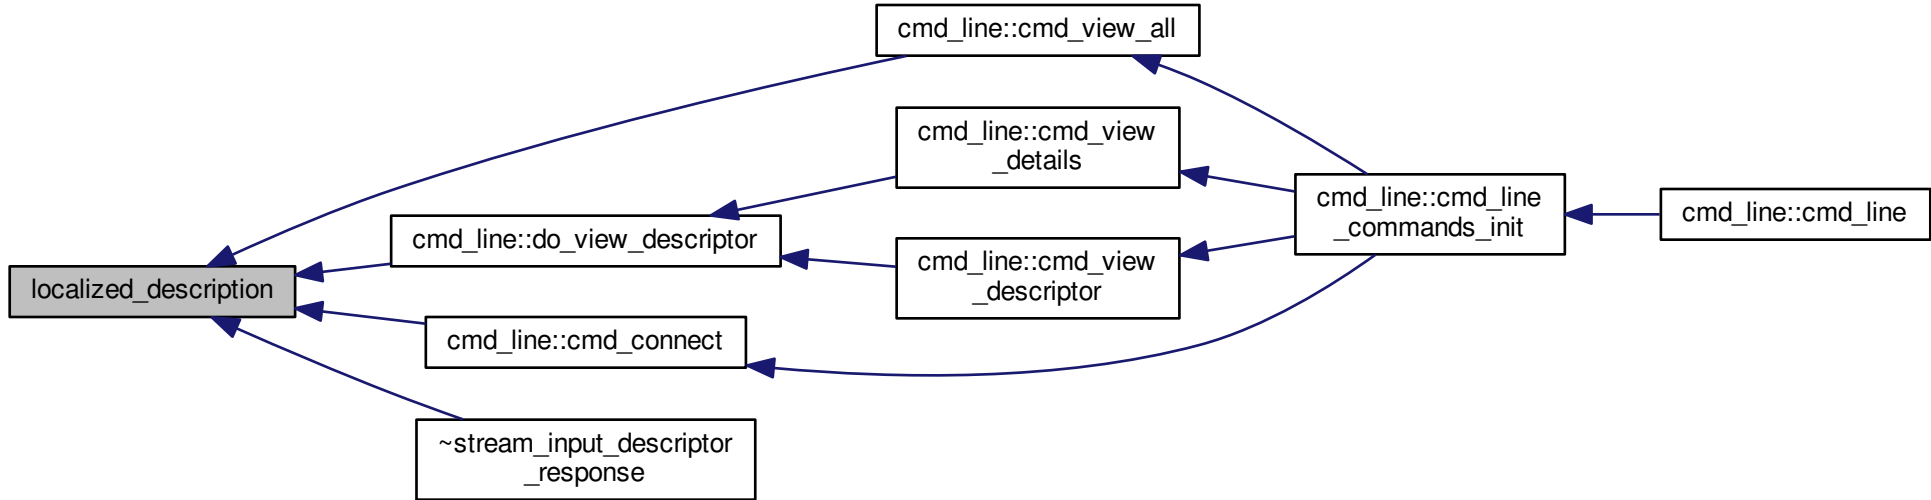 cmd_line::cmd_view_all
cmd_line::cmd_view
_details
cmd_line::cmd_line
_commands_init
cmd_line::cmd_line
cmd_line::do_view_descriptor
cmd_line::cmd_view
_descriptor
localized_description
cmd_line::cmd_connect
~stream_input_descriptor
_response